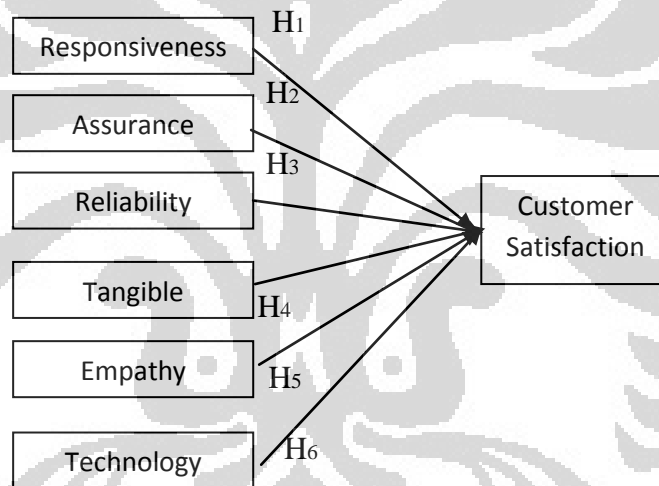 H1
Responsiveness
H2
Assurance
H3
Reliability
Customer
Satisfaction
Tangible
H4
Empathy
H5
H6
Technology